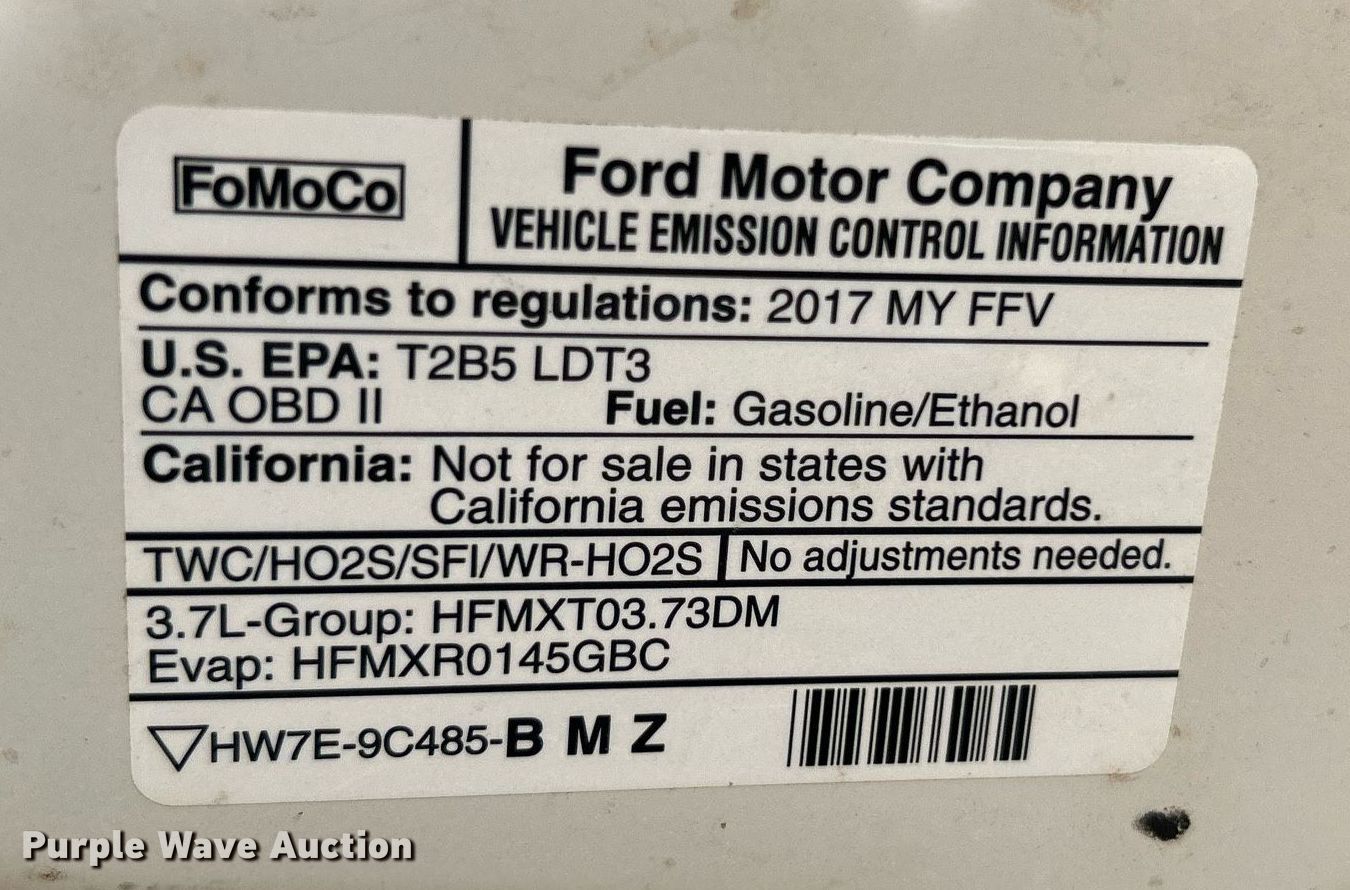 FoMoCo
Ford Motor Company
VEHICLE EMISSION CONTROL INFORMATION
Conforms to regulations: 2017 MY FFV
U.S. EPA: T2B5 LDT3
CA OBD II Fuel: Gasoline/Ethanol
California: Not for sale in states with
California emissions standards.
TWC/HO2S/SFI/WR-HO2S No adjustments needed.
3.7L-Group: HFMXT03.73DM
Evap: HFMXR0145GBC
HW7E-9C485-B M Z
Purple Wave Auction